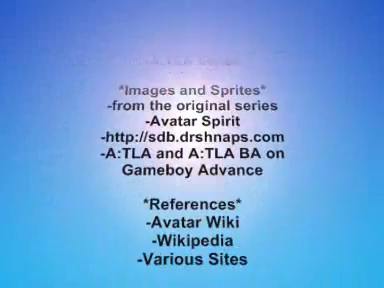 *Images and Sprites*
-from the original series
-Avatar Spirit
-http://sdb.drshnaps.com
-A:TLA and A:TLA BA on
Gameboy Advance
*References*
-Avatar Wiki
-Wikipedia
-Various Sites